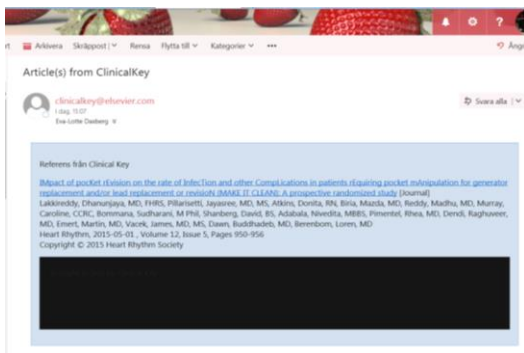 ?
Arkivera Skräppost | Rensa Flytta till Kategorier ••• Ångr
Article(s) from ClinicalKey
clinicalkey@elsevier.com
I dag, 11:07
Svara alla |
Eva-Lotte Daxberg
Referens från Clinical Key
IMpact of pocKet rEvision on the rate of InfecTion and other CompLications in patients rEquiring pocket mAnipulation for generator
replacement and/or lead replacement or revisioN (MAKE IT CLEAN): A prospective randomized study [Journal]
Lakkireddy, Dhanunjaya, MD, FHRS, Pillarisetti, Jayasree, MD, MS, Atkins, Donita, RN, Biria, Mazda, MD, Reddy, Madhu, MD, Murray,
Caroline, CCRC, Bommana, Sudharani, M Phil, Shanberg, David, BS, Adabala, Nivedita, MBBS, Pimentel, Rhea, MD, Dendi, Raghuveer,
MD, Emert, Martin, MD, Vacek, James, MD, MS, Dawn, Buddhadeb, MD, Berenbom, Loren, MD
Heart Rhythm, 2015-05-01 , Volume 12, Issue 5, Pages 950-956
Copyright © 2015 Heart Rhythm Society